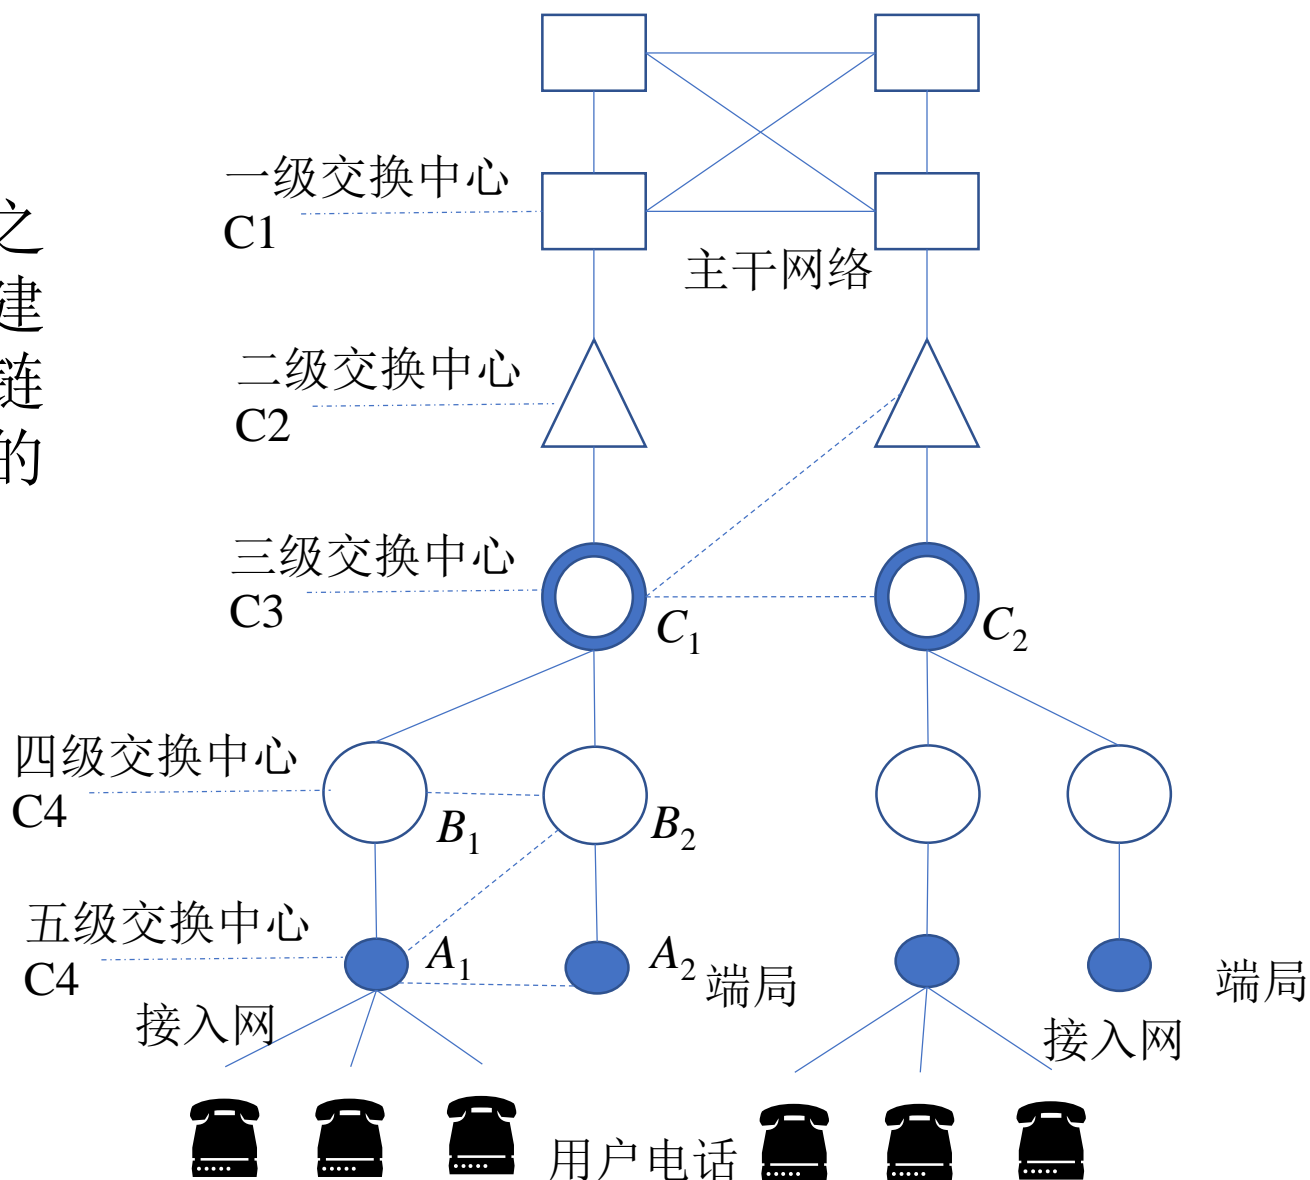 一级交换中心
C1
之
建
链
的
主干网络
二级交换中心
C2
三级交换中心
C3
C1
C2
四级交换中心
C4
B1
B2
五级交换中心
C4
A1
A2
端局
端局
接入网
接入网
用户电话